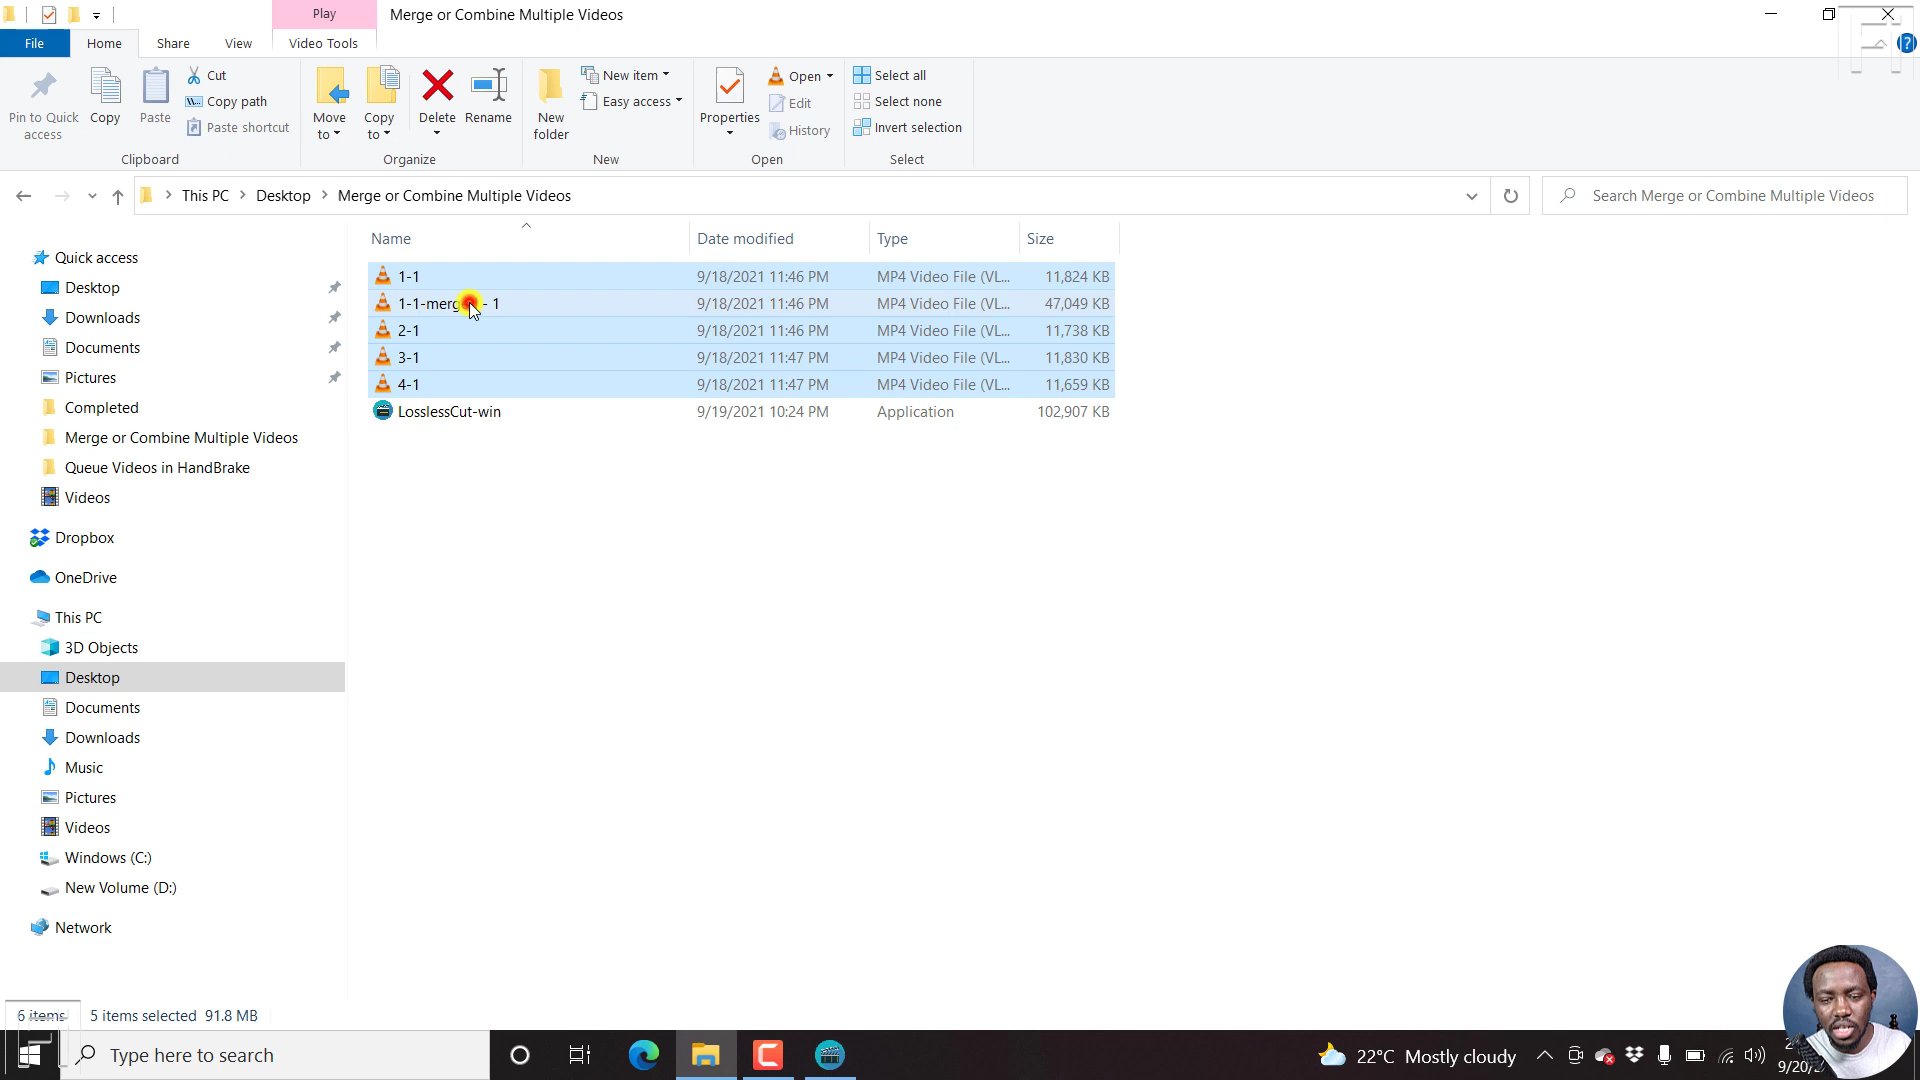 Play
Merge or Combine Multiple Videos
File
Home
Share
View
Video Tools
Pin to Quick access
Copy
Paste
Cut
Copy path
Paste shortcut
Clipboard
Move to
Copy to
Delete
Rename
Organize
New folder
New item
Easy access
New
Properties
Open
Edit
History
Open
Select all
Select none
Invert selection
Select
This PC > Desktop > Merge or Combine Multiple Videos
Search Merge or Combine Multiple Videos
Name Date modified Type Size
1-1 9/18/2021 11:46 PM MP4 Video File (VL... 11,824 KB
- 1 9/18/2021 11:46 PM MP4 Video File (VL... 47,049 KB
2-1 9/18/2021 11:46 PM MP4 Video File (VL... 11,738 KB
3-1 9/18/2021 11:47 PM MP4 Video File (VL... 11,830 KB
4-1 9/18/2021 11:47 PM MP4 Video File (VL... 11,659 KB
LosslessCut-win 9/19/2021 10:24 PM Application 102,907 KB
Quick access
Desktop
Downloads
Documents
Pictures
Completed
Merge or Combine Multiple Videos
Queue Videos in HandBrake
Videos
Dropbox
OneDrive
This PC
3D Objects
Desktop
Documents
Downloads
Music
Pictures
Videos
Windows (C:)
New Volume (D:)
Network
6 items 5 items selected 91.8 MB
Type here to search
22°C Mostly cloudy